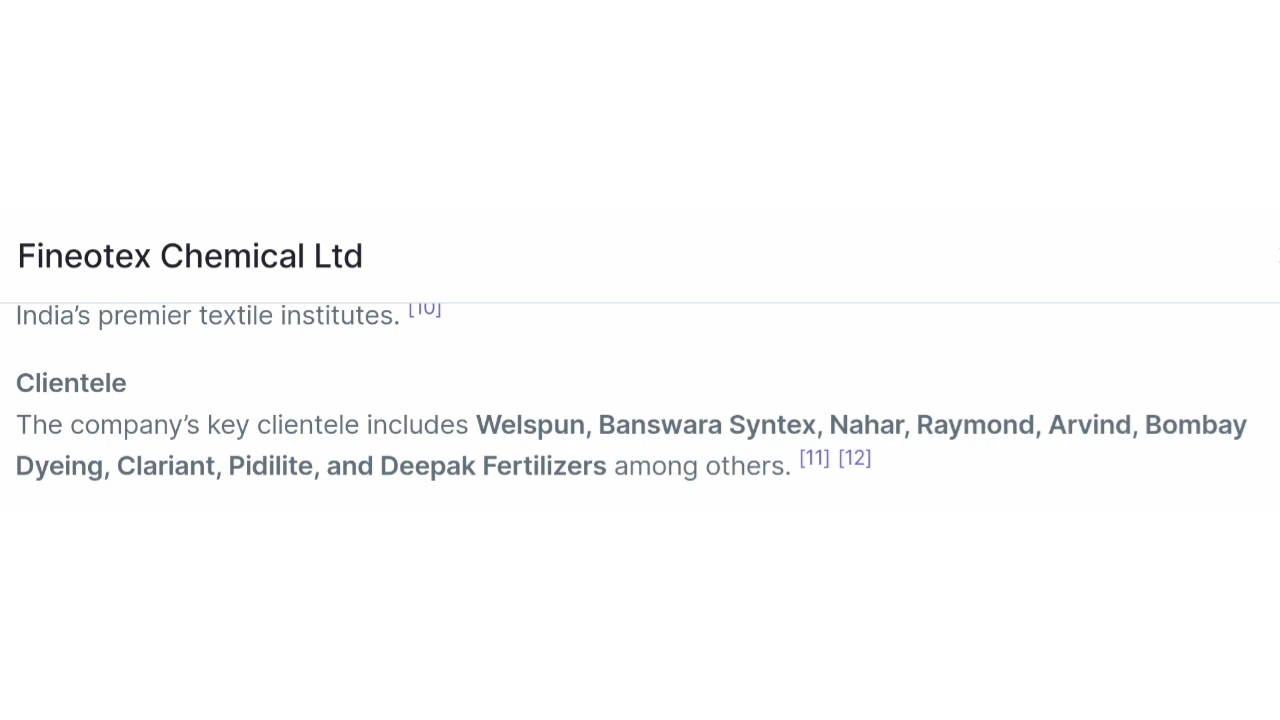 Fineotex Chemical Ltd
India’s premier textile institutes. [10]
Clientele
The company’s key clientele includes Welspun, Banswara Syntex, Nahar, Raymond, Arvind, Bombay
Dyeing, Clariant, Pidilite, and Deepak Fertilizers among others. [11] [12]